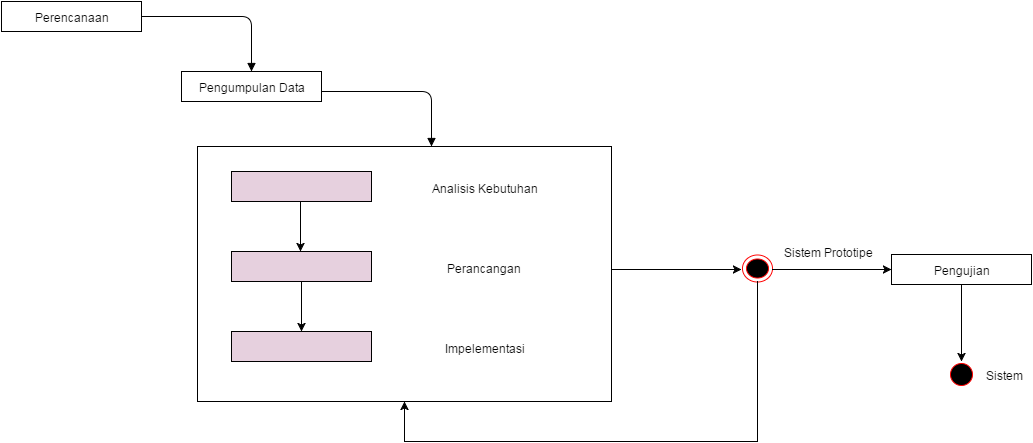 Perencanaan
Pengumpulan Data
Analisis Kebutuhan
Perancangan
Impelementasi
Sistem Prototipe
Pengujian
Sistem